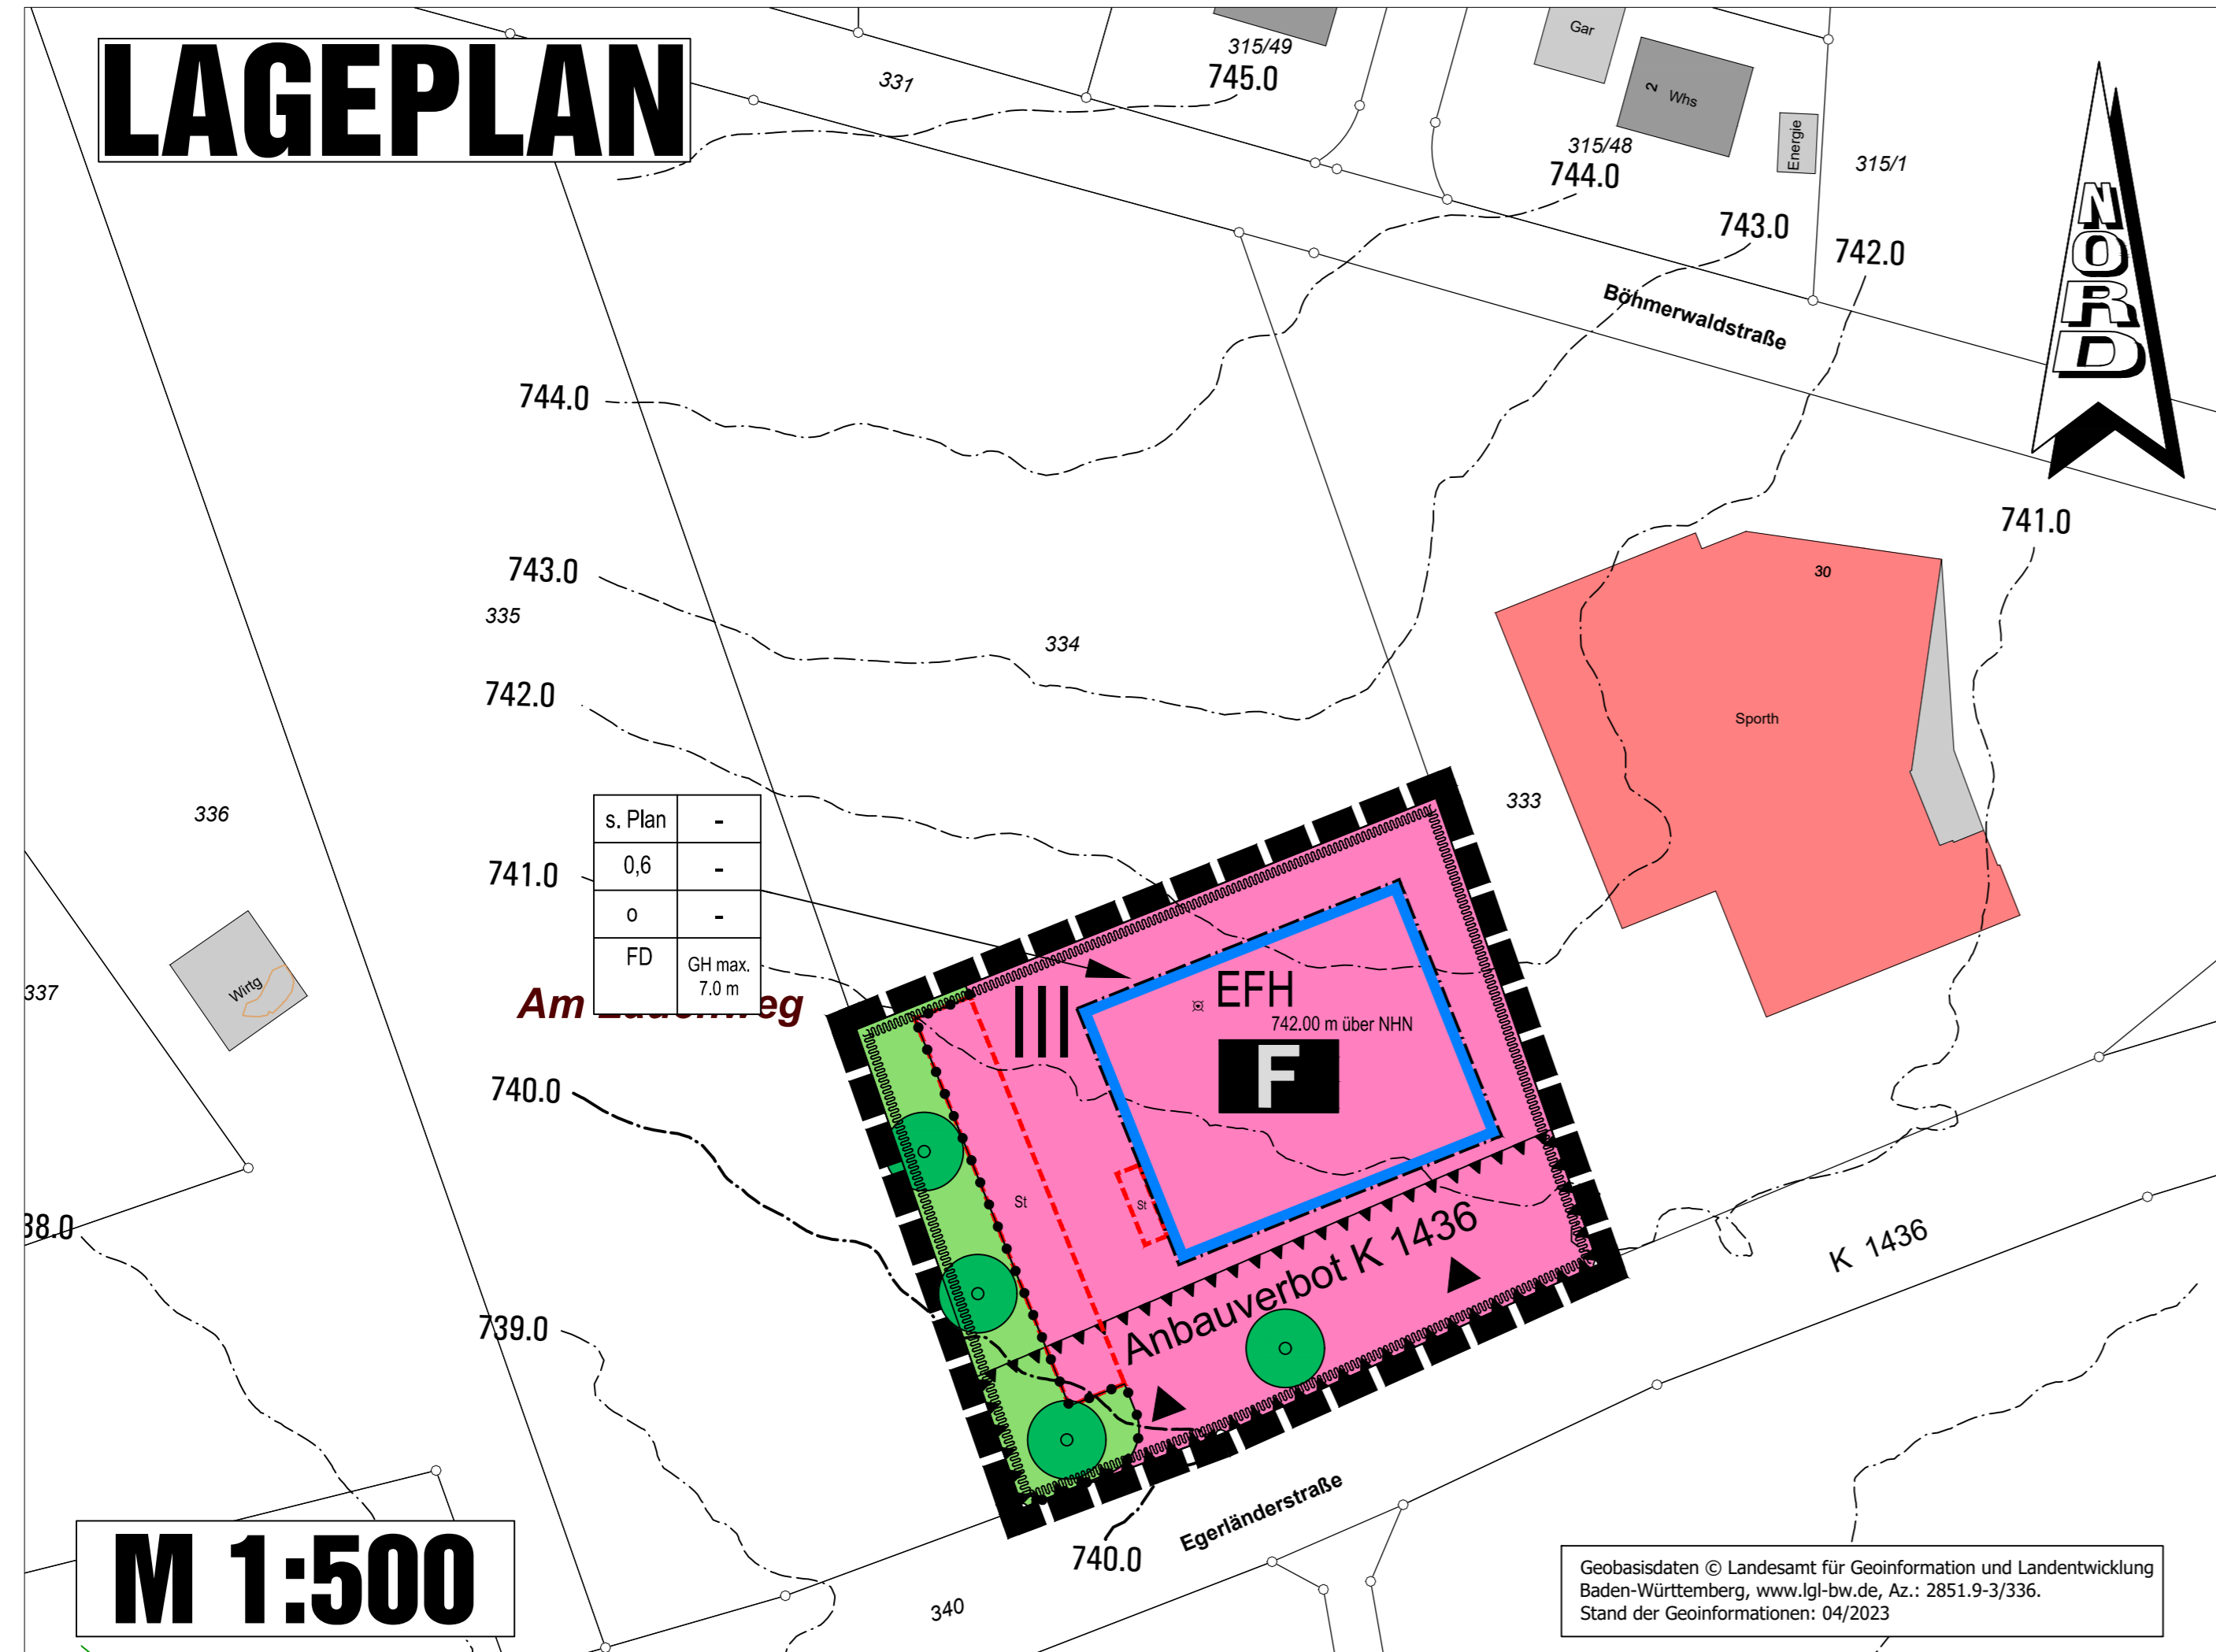 LAGEPLAN
331
315/49
745.0
Gar
2
Whs
Energie
315/48
744.0
315/1
743.0
742.0
NORD
Böhmerwaldstraße
744.0
741.0
743.0
30
335
334
742.0
Sporth
333
336
s. Plan -
0,6 -
741.0
o -
FD
GH max.
7.0 m
337
Wirtg
Am
III
EFH
742.00 m über NHN
F
740.0
St
St
38.0
Anbauverbot K 1436
K 1436
739.0
Egerländerstraße
740.0
M 1:500
340
Geobasisdaten © Landesamt für Geoinformation und Landentwicklung
Baden-Württemberg, www.lgl-bw.de, Az.: 2851.9-3/336.
Stand der Geoinformationen: 04/2023